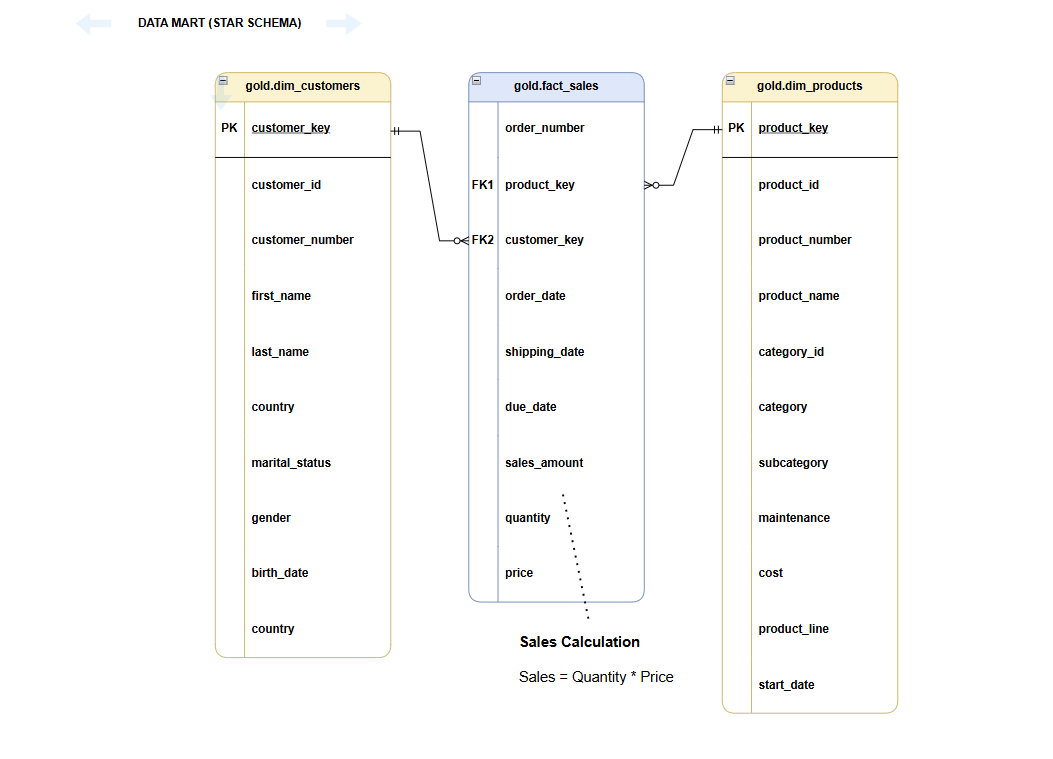 DATA MART (STAR SCHEMA)
gold.dim_customers
PK customer_key
customer_id
customer_number
first_name
last_name
country
marital_status
gender
birth_date
country
gold.fact_sales
order_number
FK1 product_key
FK2 customer_key
order_date
shipping_date
due_date
sales_amount
quantity
price
Sales Calculation
Sales = Quantity * Price
gold.dim_products
PK product_key
product_id
product_number
product_name
category_id
category
subcategory
maintenance
cost
product_line
start_date